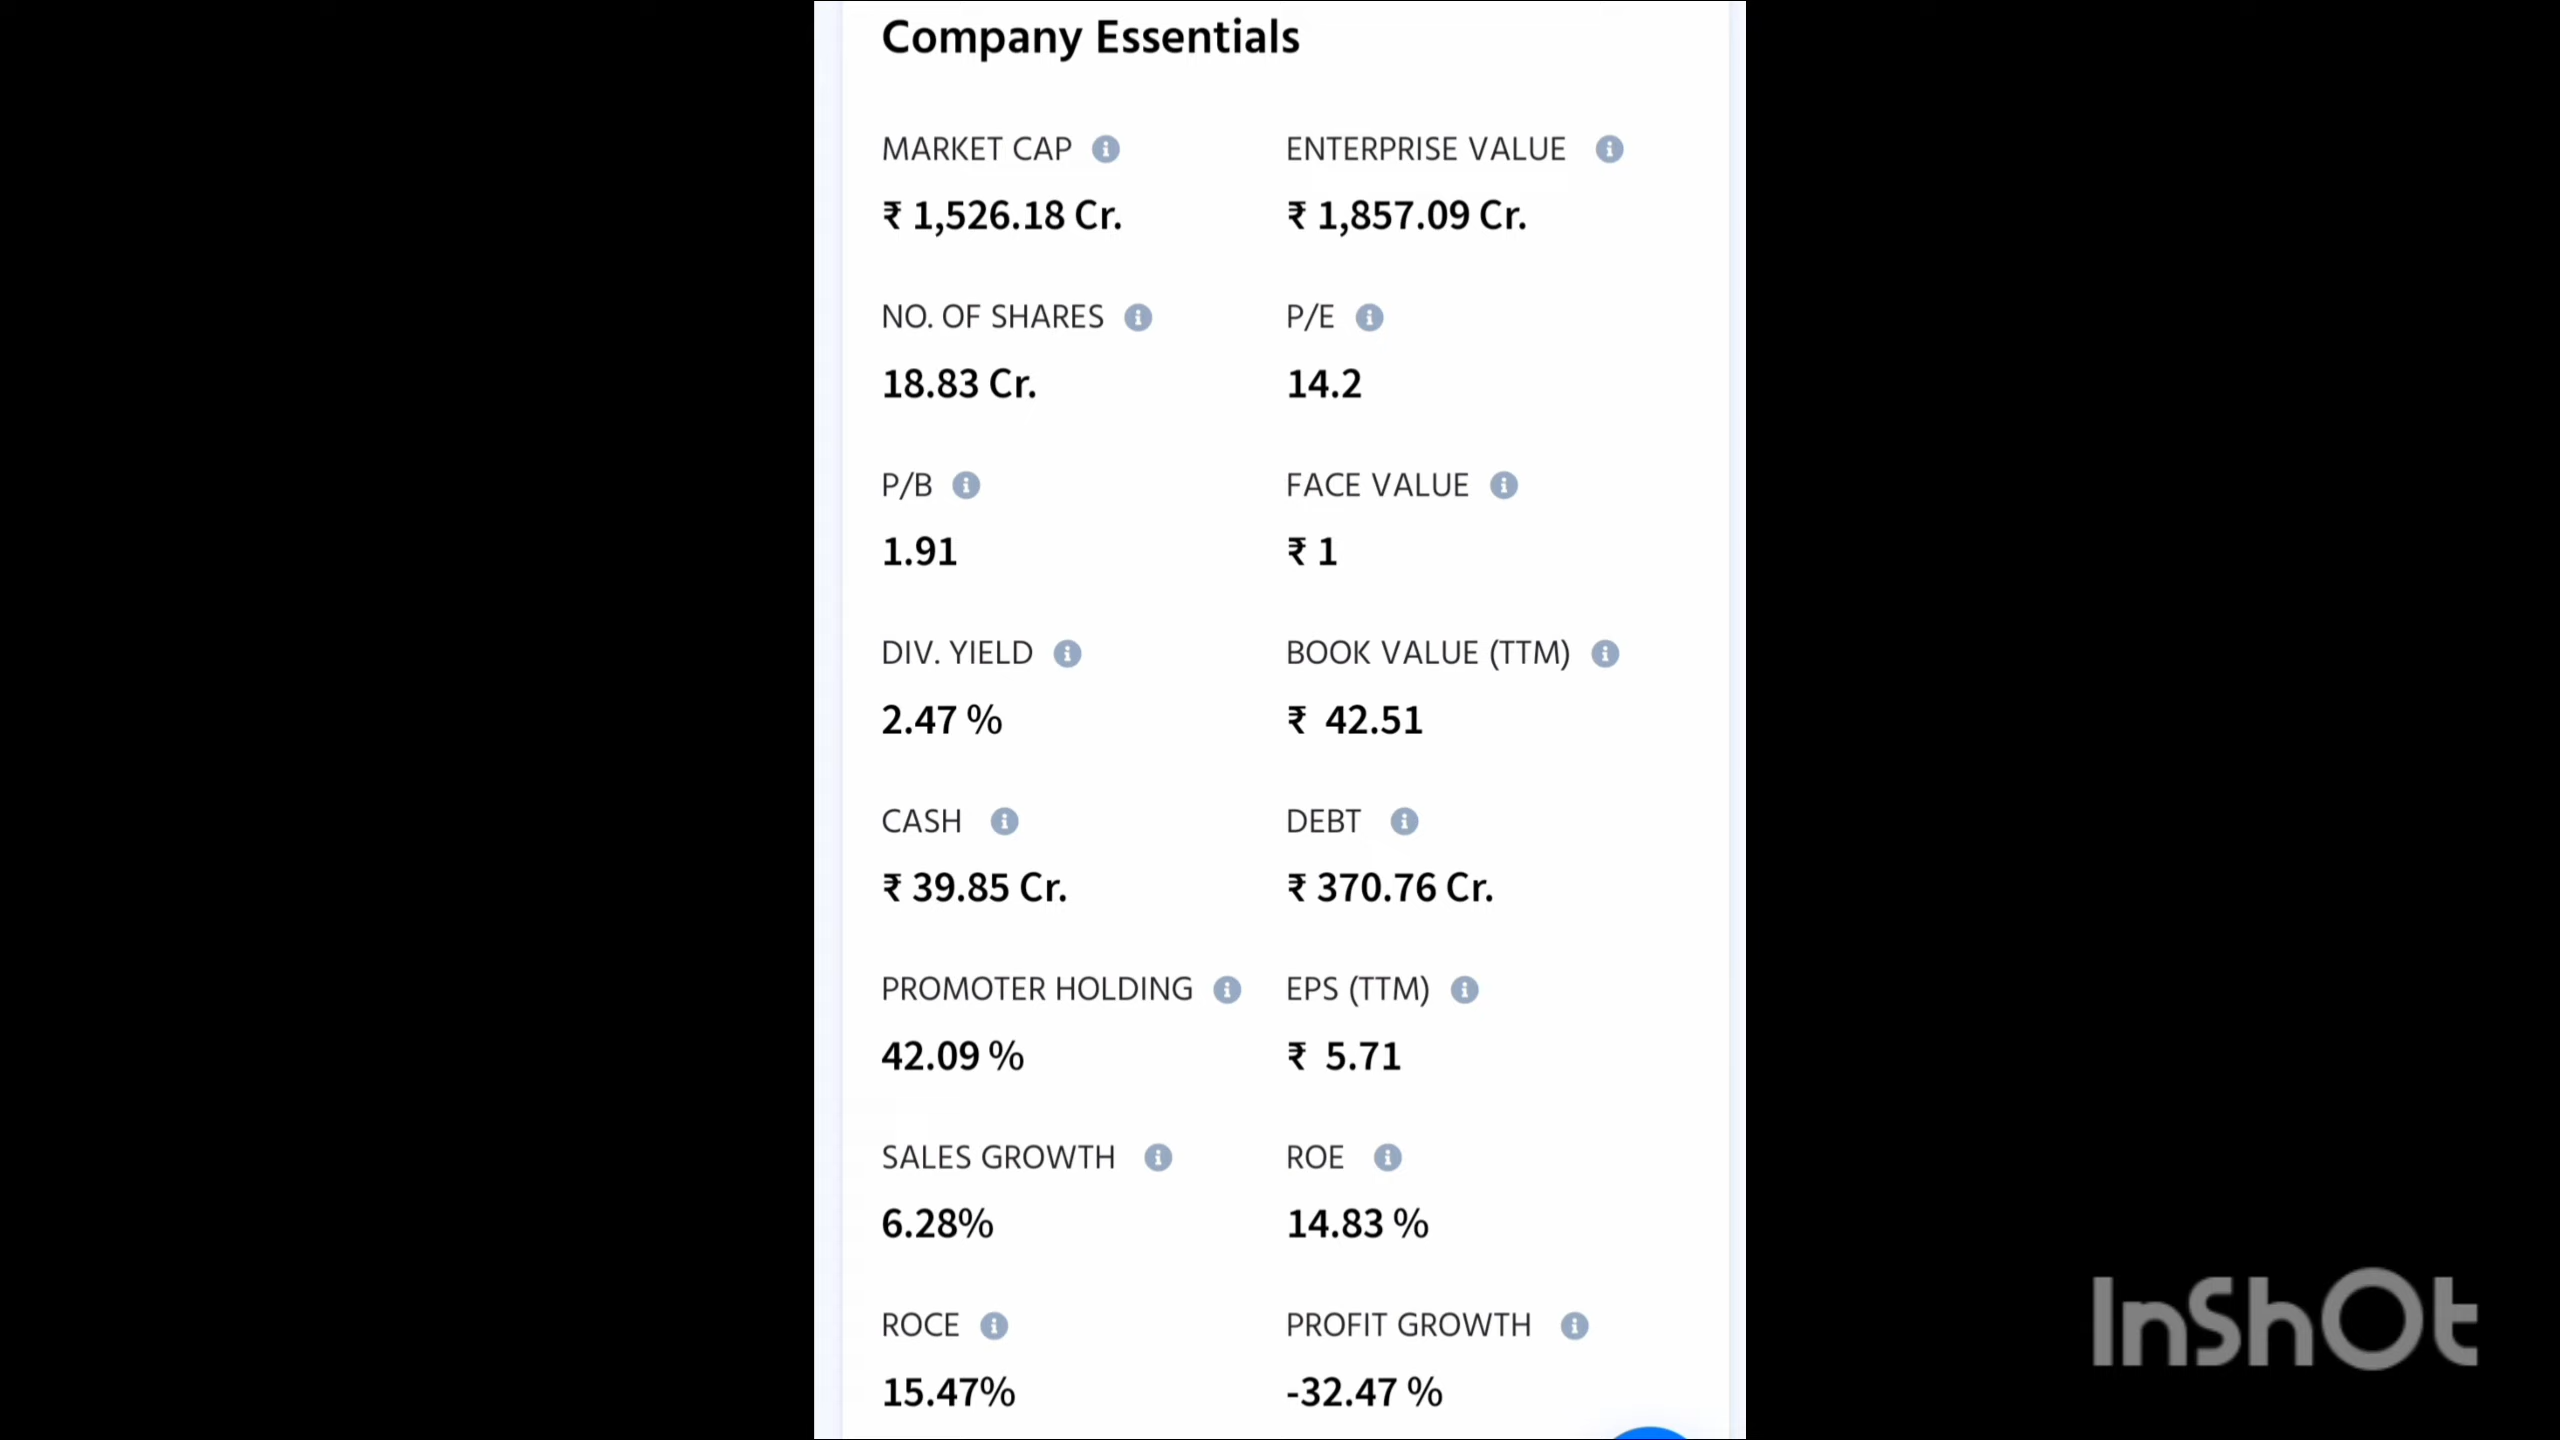 Company Essentials
MARKET CAP ENTERPRISE VALUE
₹ 1,526.18 Cr. ₹ 1,857.09 Cr.
NO. OF SHARES P/E
18.83 Cr. 14.2
P/B FACE VALUE
1.91 ₹ 1
DIV. YIELD BOOK VALUE (TTM)
2.47 % ₹ 42.51
CASH DEBT
₹ 39.85 Cr. ₹ 370.76 Cr.
PROMOTER HOLDING EPS (TTM)
42.09 % ₹ 5.71
SALES GROWTH ROE
6.28% 14.83 %
ROCE PROFIT GROWTH
15.47% -32.47 %
InShOt